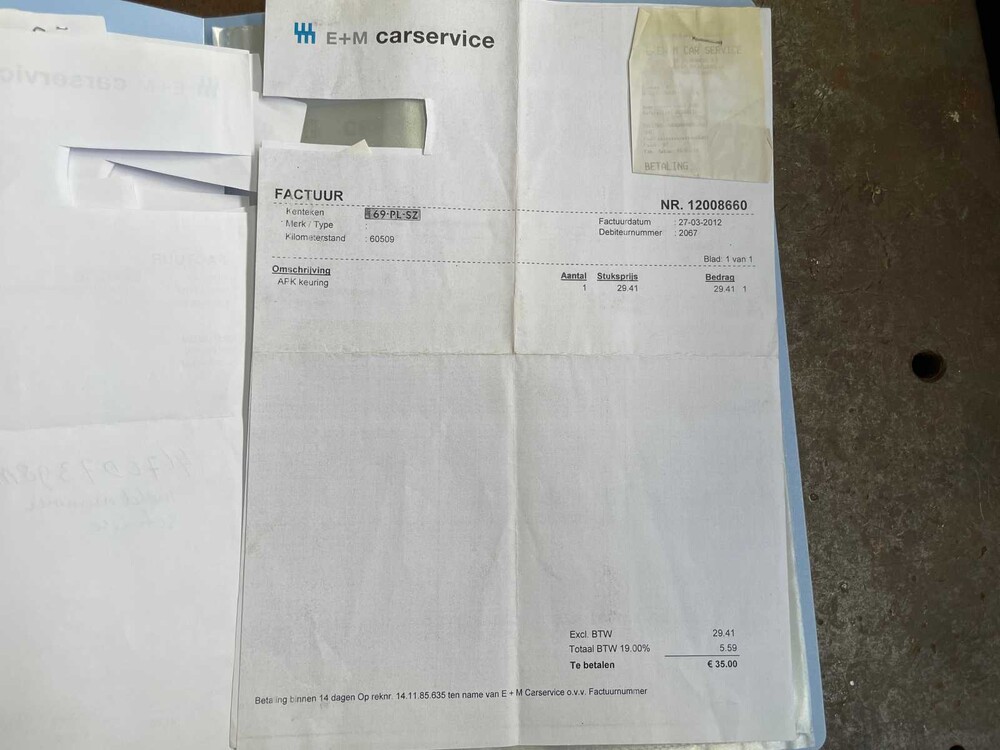 E+M carservice
CAR SERVICE
BETALING
FACTUUR
NR. 12008660
Kenteken : 69-PL-SZ
Merk / Type :
Kilometerstand : 60509
Factuurdatum : 27-03-2012
Debiteurnummer : 2067
Blad: 1 van 1
Omschrijving Aantal Stuksprijs Bedrag
APK keuring 1 29.41 29.41 1
Excl. BTW 29.41
Totaal BTW 19.00% 5.59
Te betalen € 35.00
Betaling binnen 14 dagen Op reknr. 14.11.85.635 ten name van E + M Carservice o.v.v. Factuurnummer